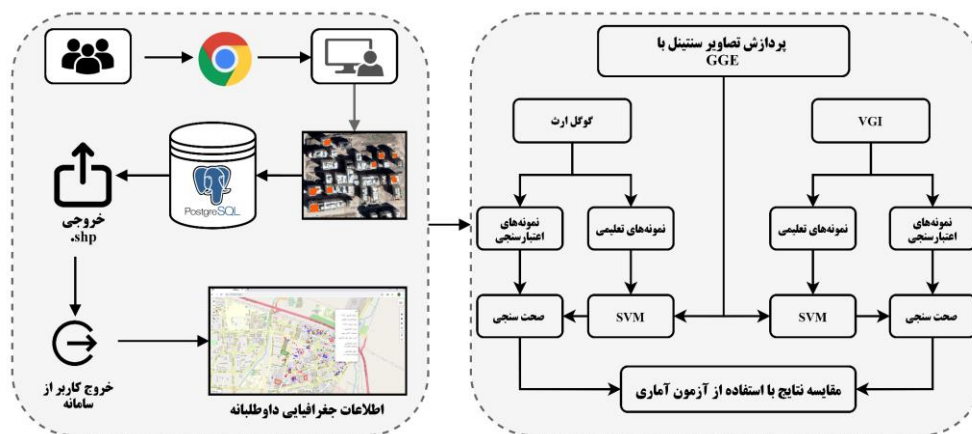 PostgreSQL
خروجی
.shp
خروج کاربر از
سامانه
اطلاعات جغرافیایی داوطلبانه
پردازش تصاویر سنتینل با
GGE
گوگل ارث
VGI
نمونه‌های
اعتبارسنجی
نمونه‌های تعلیمی
نمونه‌های تعلیمی
نمونه‌های
اعتبارسنجی
صحت سنجی
SVM
SVM
صحت سنجی
مقایسه نتایج با استفاده از آزمون آماری